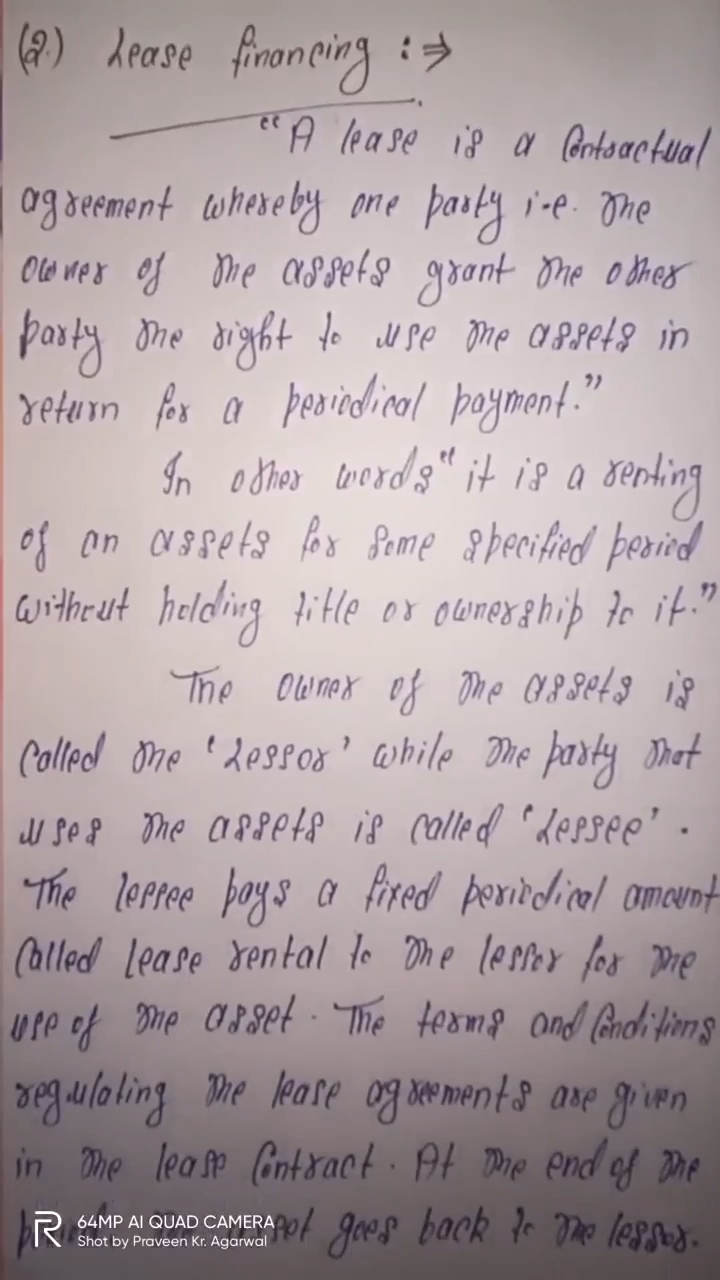 (2.) Lease financing :⇒
"A lease is a Contractual
agreement whereby one party i.e. the
owner of the assets grant the other
party the right to use the assets in
return for a periodical payment."
In other words "it is a renting
of an assets for some specified period
without holding title or ownership to it."
The owner of the assets is
Called the 'Lessor' while the party that
uses the assets is called 'Lessee'.
The lessee pays a fixed periodical amount
Called lease rental to the lessor for the
use of the asset. The terms and Conditions
regulating the lease agreements are given
in the lease Contract. At the end of the
goes back to the lessor.
64MP AI QUAD CAMERA
Shot by Praveen Kr. Agarwal